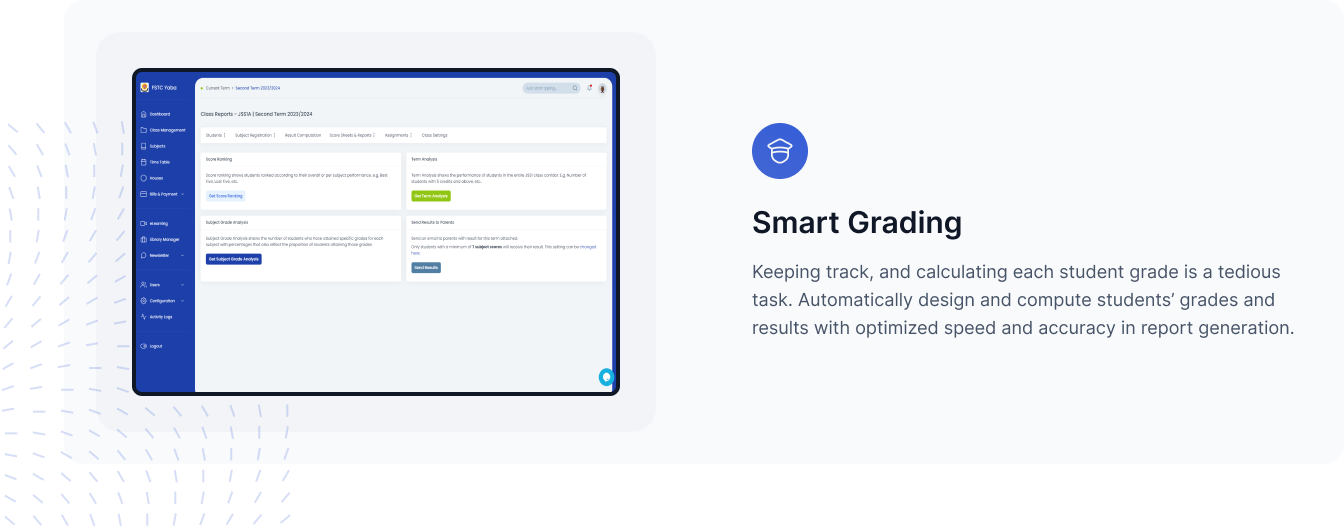 FSTC Yaba
Current Term • Second Term 2023/2024
Class Reports - JSS1A | Second Term 2023/2024
Dashboard
Class Management
Subjects
Time Table
Houses
Bills & Payment
eLearning
Library Manager
Newsletter
Users
Configuration
Activity Logs
Logout
Students
Subject Registration
Result Computation
Score Sheets & Reports
Assignments
Class Settings
Score Ranking
Score ranking shows students ranked according to their overall or per subject performance, e.g. Best
five, Last five, etc.
Get Score Ranking
Term Analysis
Term Analysis shows the performance of students in the entire JSS1 class corridor. E.g. Number of
students with 5 credits and above, etc.
Get Term Analysis
Subject Grade Analysis
Subject Grade Analysis shows the number of students who have obtained specific grades for each
subject with percentages that also reflect the proportion of students attaining those grades
Get Subject Grade Analysis
Send Results to Parents
Send an email to parents with result for this term attached.
Only students with a minimum of 1 subject scores will receive their result. This setting can be changed
here.
Send Results
Smart Grading
Keeping track, and calculating each student grade is a tedious
task. Automatically design and compute students’ grades and
results with optimized speed and accuracy in report generation.